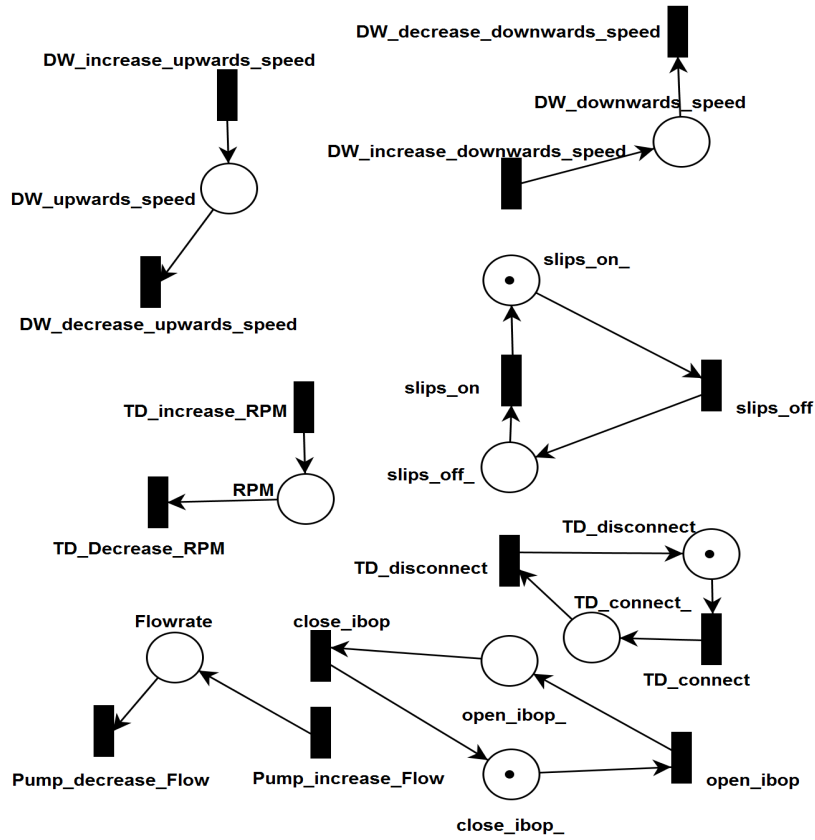 DW_increase_upwards_speed
DW_upwards_speed
DW_decrease_upwards_speed
DW_decrease_downwards_speed
DW_downwards_speed
DW_increase_downwards_speed
slips_on_
slips_on
slips_off
slips_off_
TD_increase_RPM
RPM
TD_Decrease_RPM
TD_disconnect_
TD_disconnect
TD_connect_
TD_connect
Flowrate
close_ibop
open_ibop_
Pump_decrease_Flow
Pump_increase_Flow
open_ibop
close_ibop_